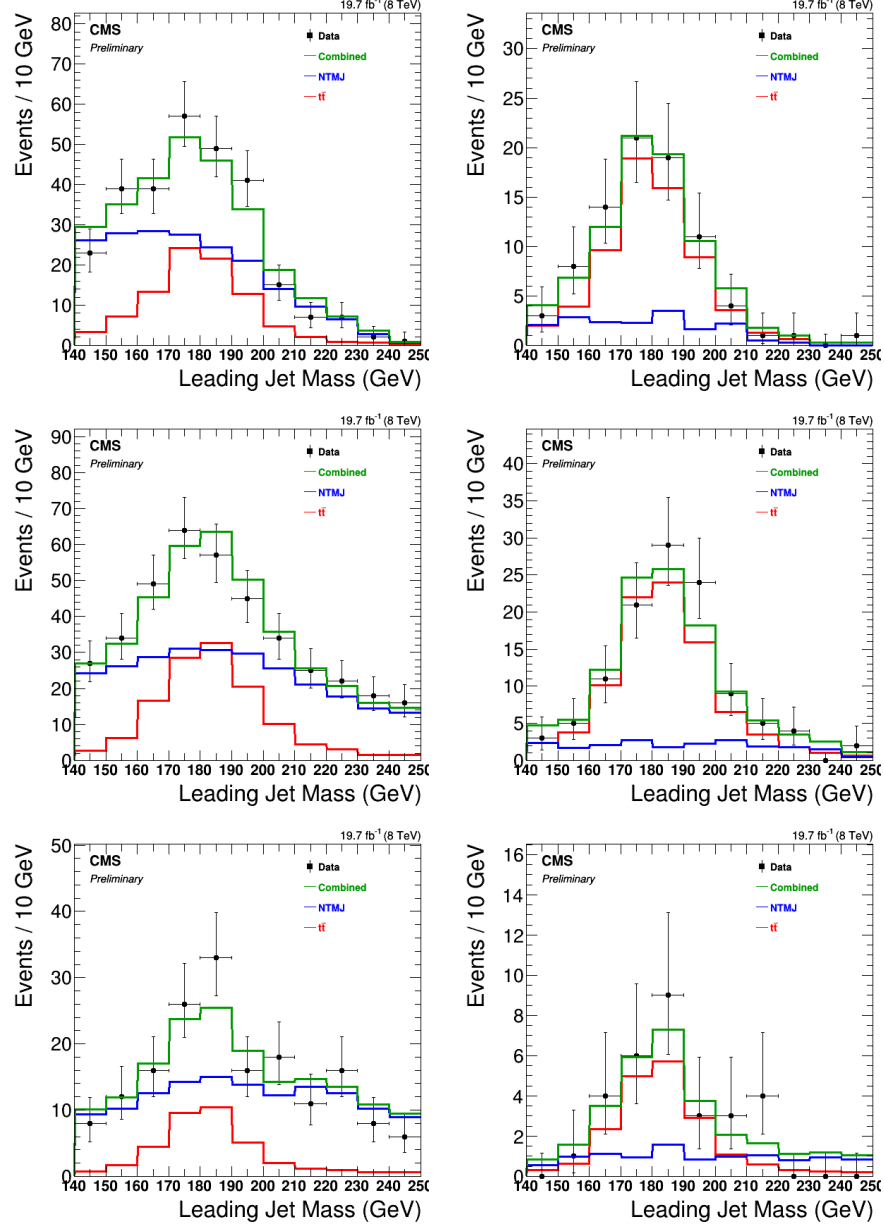 19.7 fb⁻¹ (8 TeV)
CMS
Preliminary
Data
Combined
NTMJ
tt̄
Events / 10 GeV
80
70
60
50
40
30
20
10
0
140 150 160 170 180 190 200 210 220 230 240 250
Leading Jet Mass (GeV)
19.7 fb⁻¹ (8 TeV)
CMS
Preliminary
Data
Combined
NTMJ
tt̄
Events / 10 GeV
30
25
20
15
10
5
0
140 150 160 170 180 190 200 210 220 230 240 250
Leading Jet Mass (GeV)
19.7 fb⁻¹ (8 TeV)
CMS
Preliminary
Data
Combined
NTMJ
tt̄
Events / 10 GeV
90
80
70
60
50
40
30
20
10
0
140 150 160 170 180 190 200 210 220 230 240 250
Leading Jet Mass (GeV)
19.7 fb⁻¹ (8 TeV)
CMS
Preliminary
Data
Combined
NTMJ
tt̄
Events / 10 GeV
40
35
30
25
20
15
10
5
0
140 150 160 170 180 190 200 210 220 230 240 250
Leading Jet Mass (GeV)
19.7 fb⁻¹ (8 TeV)
CMS
Preliminary
Data
Combined
NTMJ
tt̄
Events / 10 GeV
50
40
30
20
10
0
140 150 160 170 180 190 200 210 220 230 240 250
Leading Jet Mass (GeV)
19.7 fb⁻¹ (8 TeV)
CMS
Preliminary
Data
Combined
NTMJ
tt̄
Events / 10 GeV
16
14
12
10
8
6
4
2
0
140 150 160 170 180 190 200 210 220 230 240 250
Leading Jet Mass (GeV)